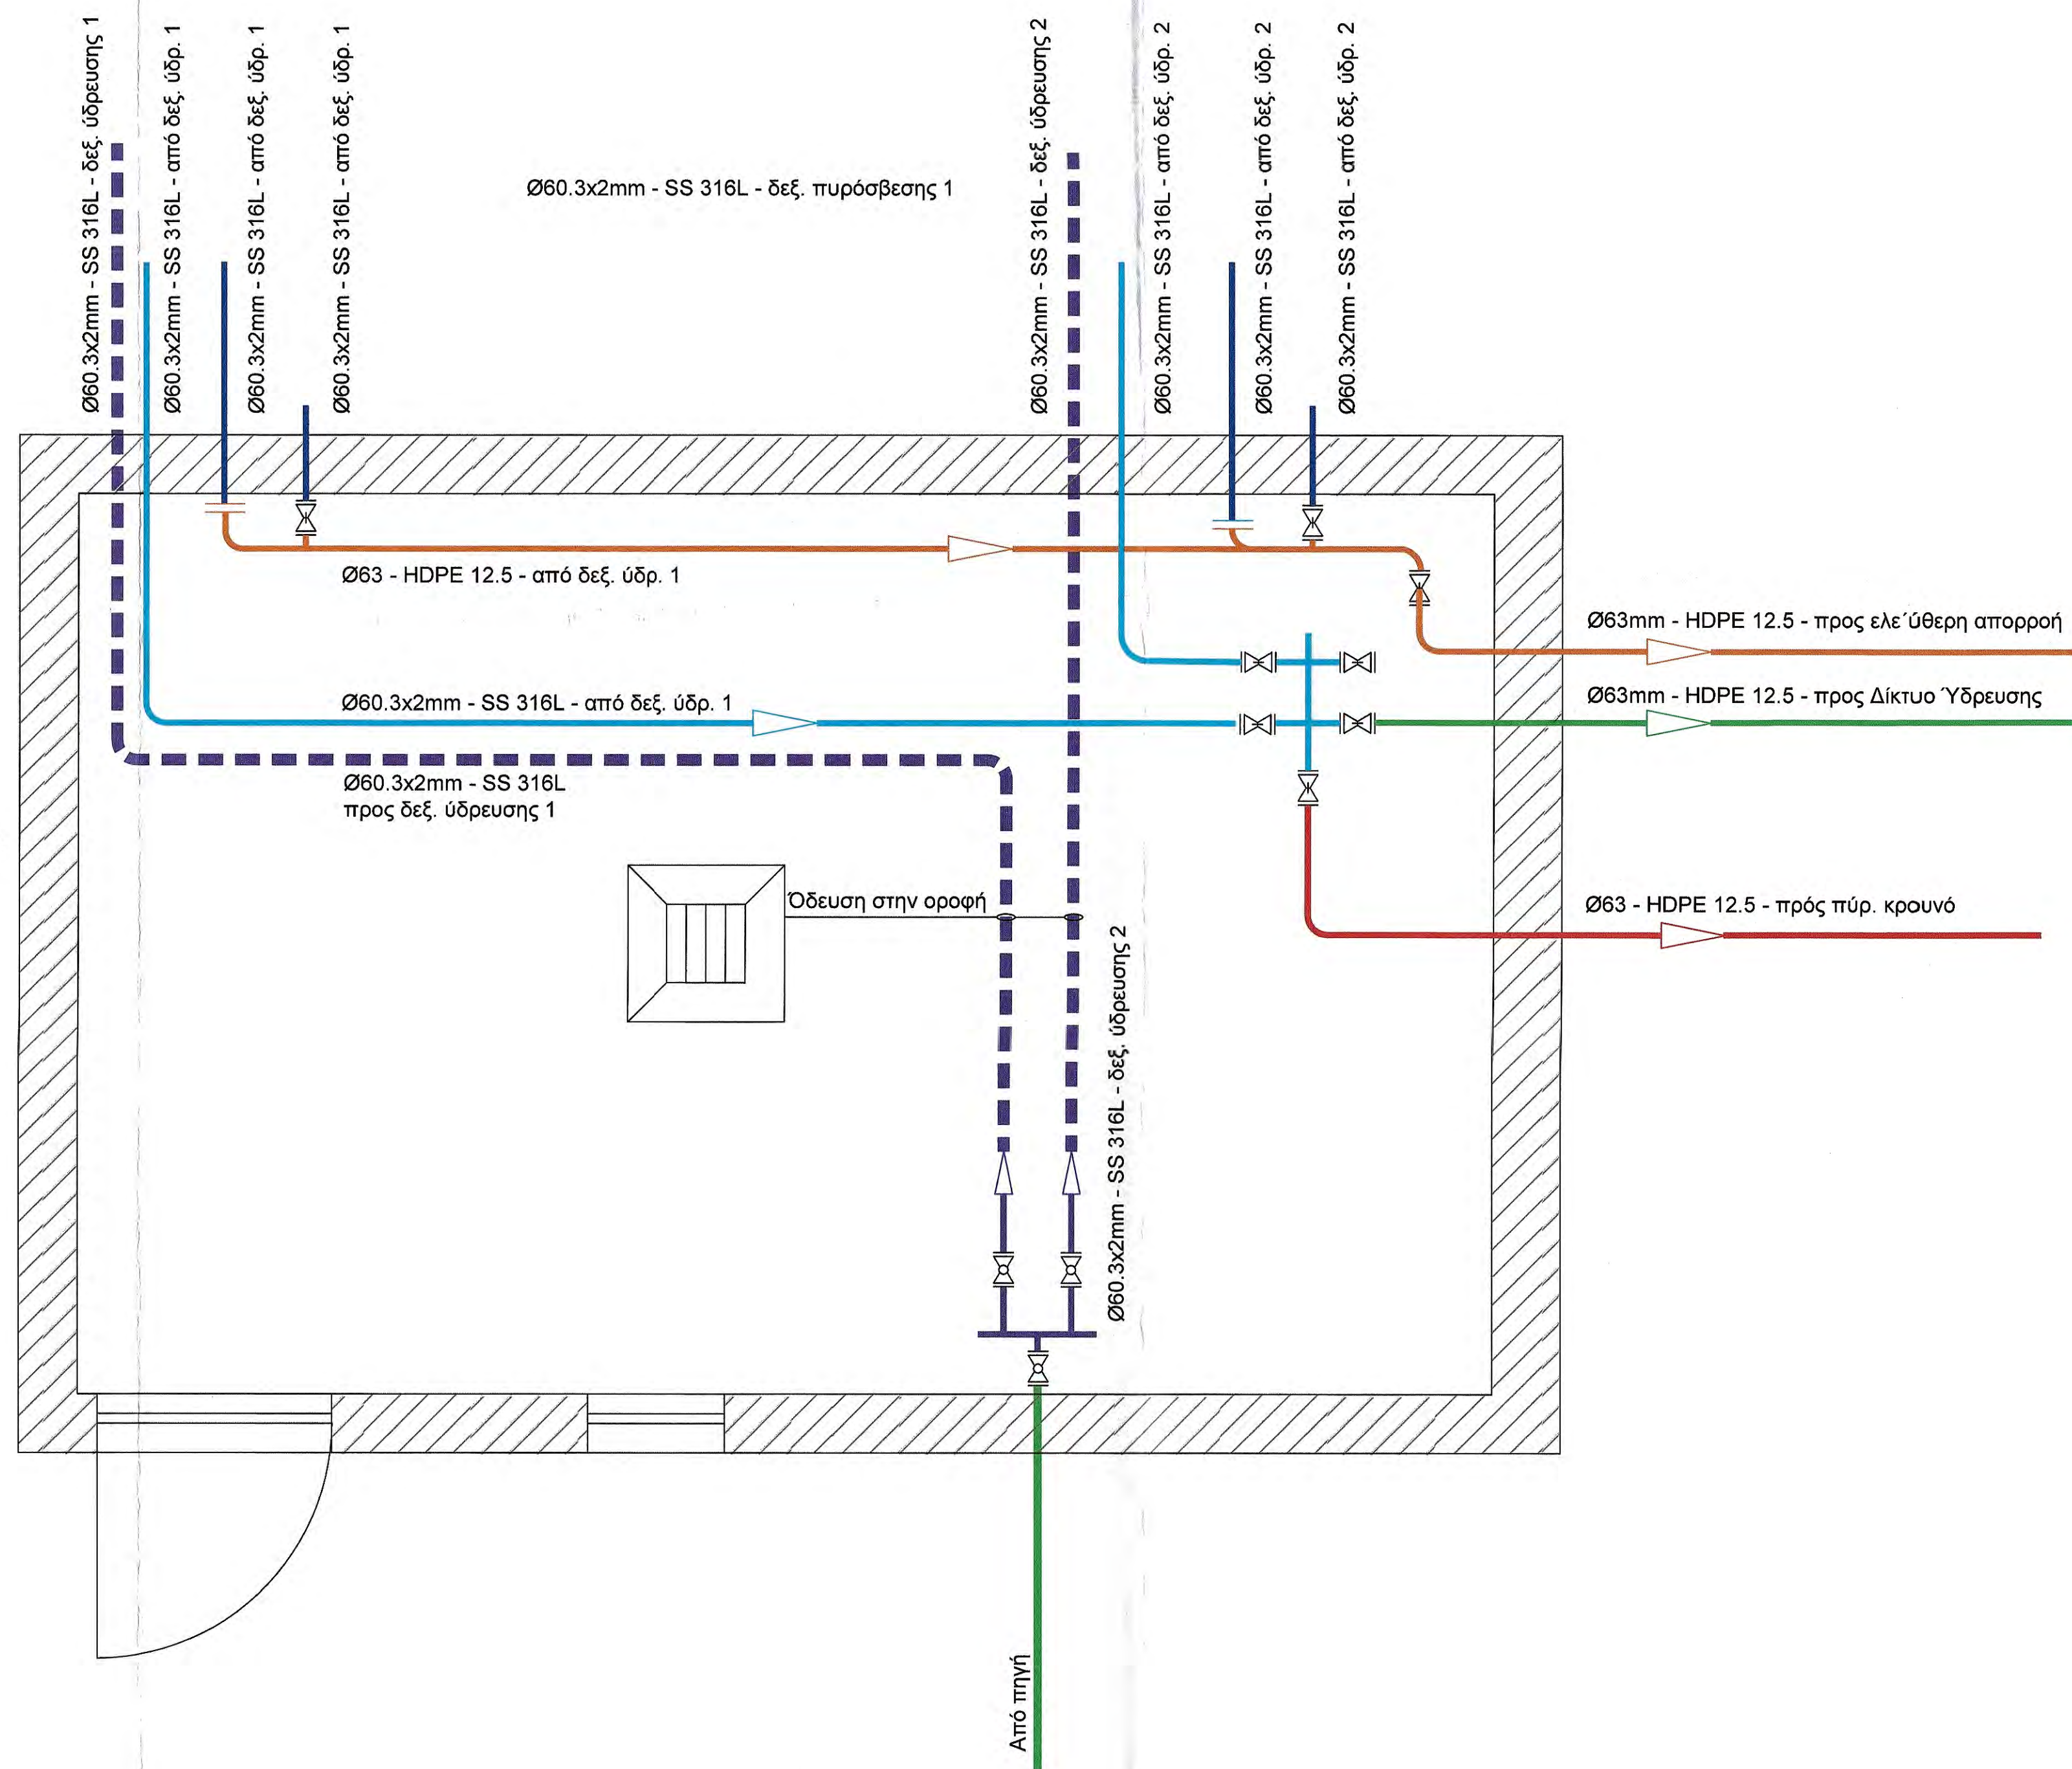 Ø60.3x2mm - SS 316L - δεξ. ύδρευσης 1
Ø60.3x2mm - SS 316L - από δεξ. ύδρ. 1
Ø60.3x2mm - SS 316L - από δεξ. ύδρ. 1
Ø60.3x2mm - SS 316L - από δεξ. ύδρ. 1
Ø60.3x2mm - SS 316L - δεξ. πυρόσβεσης 1
Ø60.3x2mm - SS 316L - δεξ. ύδρευσης 2
Ø60.3x2mm - SS 316L - από δεξ. ύδρ. 2
Ø60.3x2mm - SS 316L - από δεξ. ύδρ. 2
Ø60.3x2mm - SS 316L - από δεξ. ύδρ. 2
Ø63 - HDPE 12.5 - από δεξ. ύδρ. 1
Ø63mm - HDPE 12.5 - προς ελε΄ύθερη απορροή
Ø60.3x2mm - SS 316L - από δεξ. ύδρ. 1
Ø63mm - HDPE 12.5 - προς Δίκτυο Ύδρευσης
Ø60.3x2mm - SS 316L
προς δεξ. ύδρευσης 1
Όδευση στην οροφή
Ø63 - HDPE 12.5 - πρός πύρ. κρουνό
Ø60.3x2mm - SS 316L - δεξ. ύδρευσης 2
Από πηγή